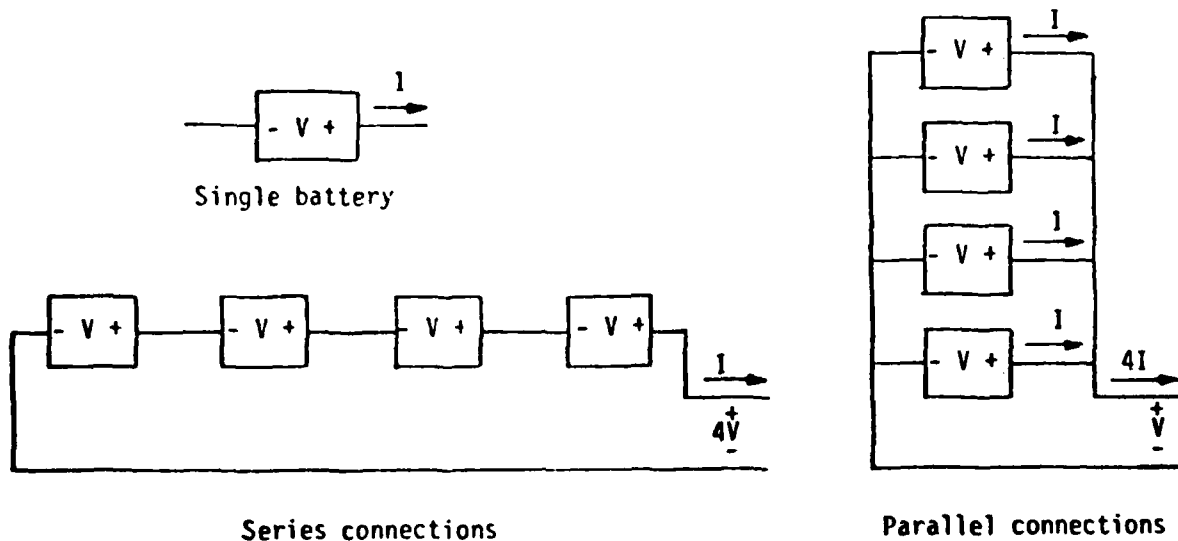 I
- V +
Single battery
- V +
- V +
- V +
- V +
I
+
4V
-
Series connections
I
- V +
I
- V +
I
- V +
I
- V +
4I
+
V
-
Parallel connections